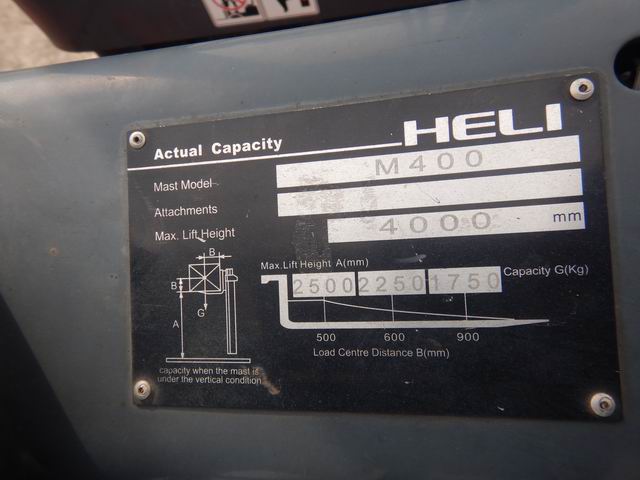 HELI
Actual Capacity
Mast Model M400
Attachments
Max. Lift Height 4000 mm
B
B
G
A
Max.Lift Height A(mm)
2500 2250 1750 Capacity G(Kg)
500 600 900
Load Centre Distance B(mm)
capacity when the mast is
under the vertical condition